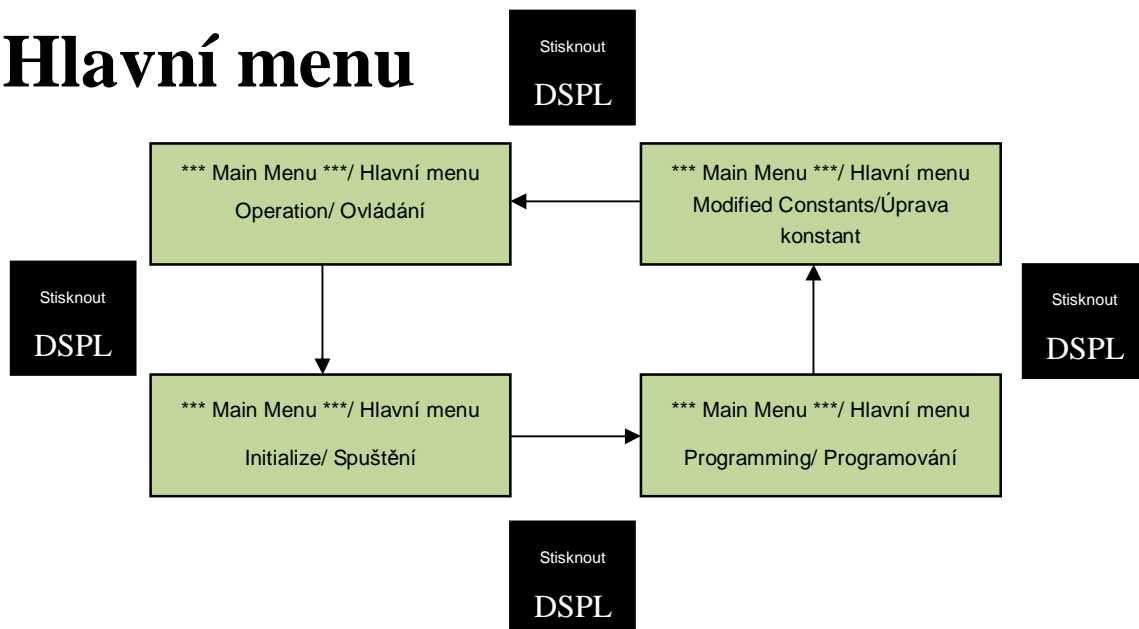 Hlavní menu
Stisknout
DSPL
*** Main Menu ***/ Hlavní menu
Operation/ Ovládání
*** Main Menu ***/ Hlavní menu
Modified Constants/Úprava
konstant
Stisknout
DSPL
Stisknout
DSPL
*** Main Menu ***/ Hlavní menu
Initialize/ Spuštění
*** Main Menu ***/ Hlavní menu
Programming/ Programování
Stisknout
DSPL